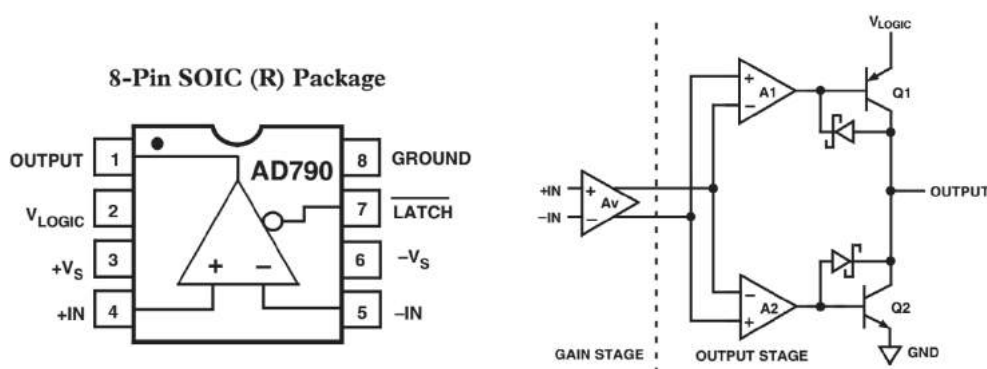 8-Pin SOIC (R) Package
OUTPUT 1
AD790
8 GROUND
V_LOGIC 2
7 LATCH
+V_S 3
6 –V_S
+IN 4
+ –
5 –IN
V_LOGIC
+
A1
–
Q1
+IN
+
Av
–IN
–
OUTPUT
–
A2
+
Q2
GAIN STAGE
OUTPUT STAGE
GND